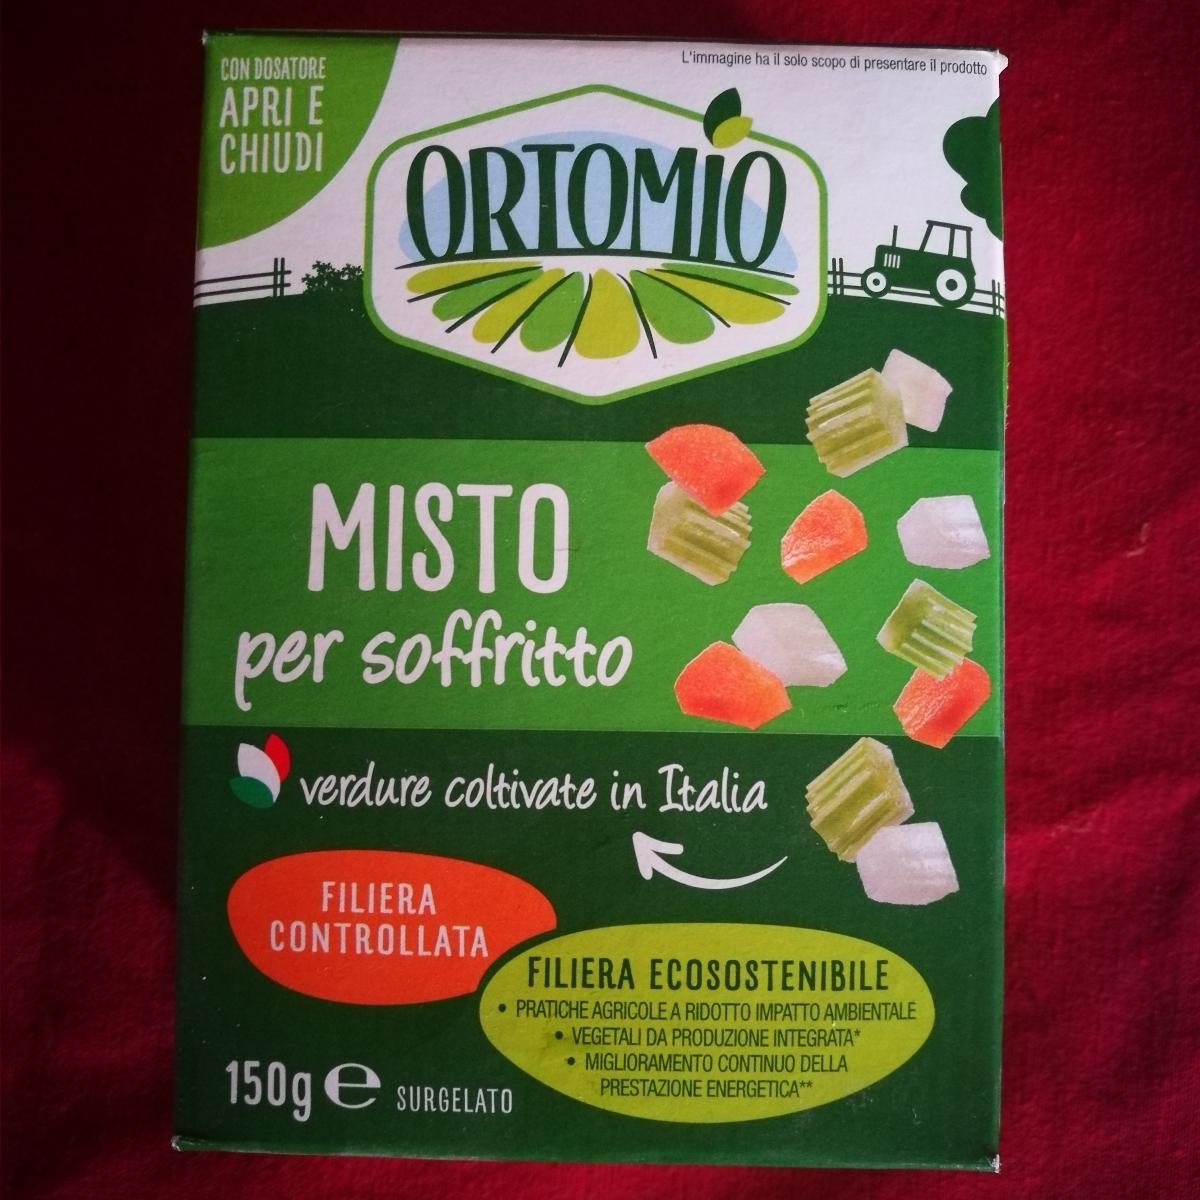 CON DOSATORE
APRI E
CHIUDI
L'immagine ha il solo scopo di presentare il prodotto
ORTOMIO
MISTO
per soffritto
verdure coltivate in Italia
FILIERA
CONTROLLATA
FILIERA ECOSOSTENIBILE
• PRATICHE AGRICOLE A RIDOTTO IMPATTO AMBIENTALE
• VEGETALI DA PRODUZIONE INTEGRATA*
• MIGLIORAMENTO CONTINUO DELLA
PRESTAZIONE ENERGETICA**
150g ℮ SURGELATO